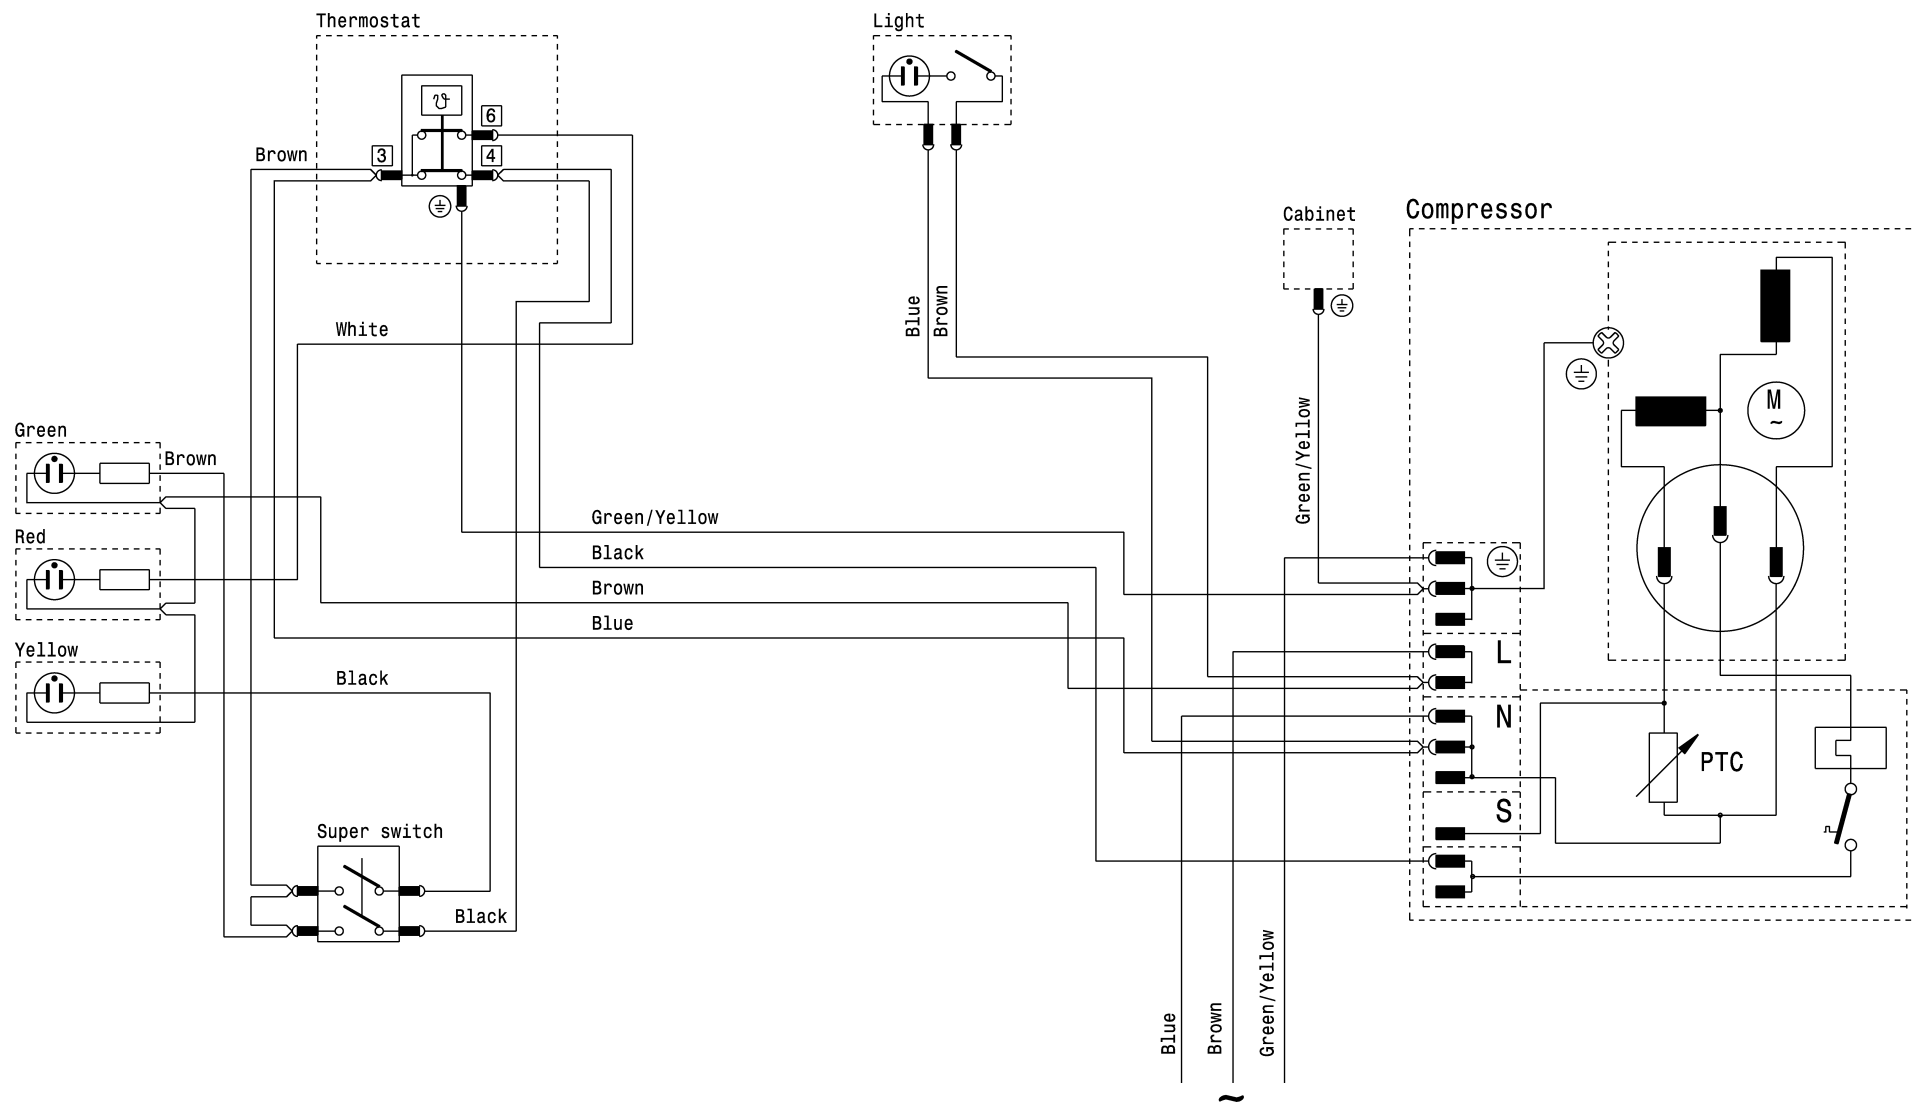 Thermostat
Light
ϑ
6
3
4
Brown
Cabinet
Compressor
Blue
Brown
White
M
~
Green/Yellow
Green
Brown
Green/Yellow
Red
Black
Brown
Blue
Yellow
L
Black
N
PTC
S
Super switch
Black
Blue
Brown
Green/Yellow
~